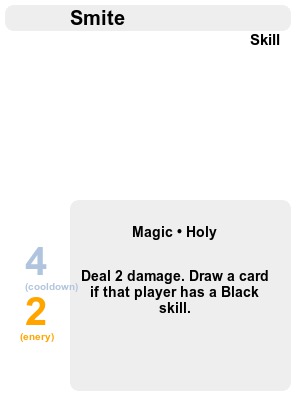 Smite
Skill
Magic • Holy
4
(cooldown)
Deal 2 damage. Draw a card
if that player has a Black
skill.
2
(enery)